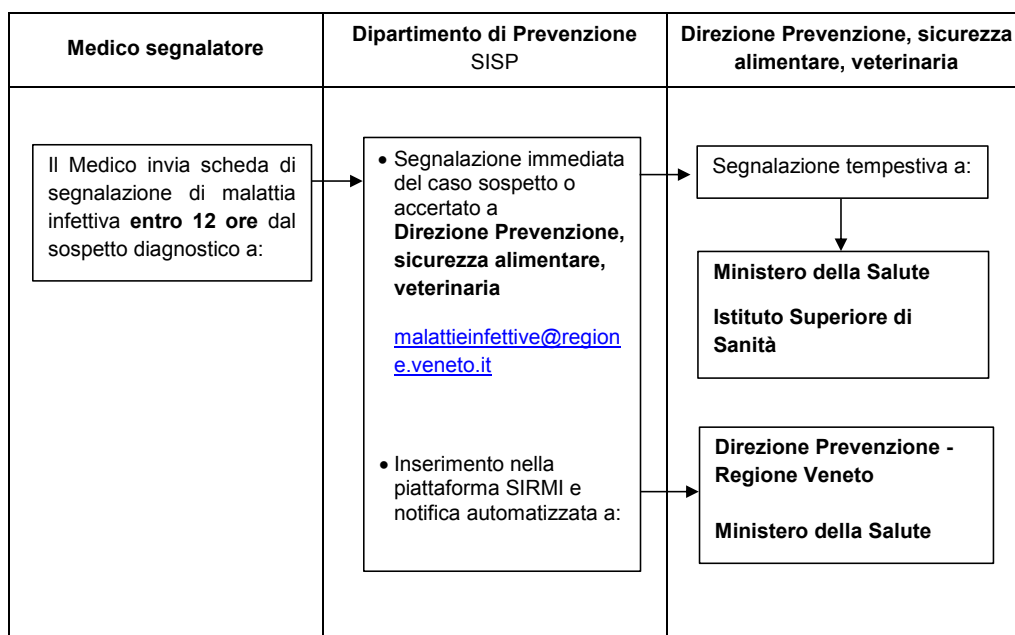 Medico segnalatore
Dipartimento di Prevenzione
SISP
Direzione Prevenzione, sicurezza
alimentare, veterinaria
Il Medico invia scheda di
segnalazione di malattia
infettiva entro 12 ore dal
sospetto diagnostico a:
• Segnalazione immediata
del caso sospetto o
accertato a
Direzione Prevenzione,
sicurezza alimentare,
veterinaria
malattieinfettive@region
e.veneto.it
• Inserimento nella
piattaforma SIRMI e
notifica automatizzata a:
Segnalazione tempestiva a:
Ministero della Salute
Istituto Superiore di
Sanità
Direzione Prevenzione -
Regione Veneto
Ministero della Salute